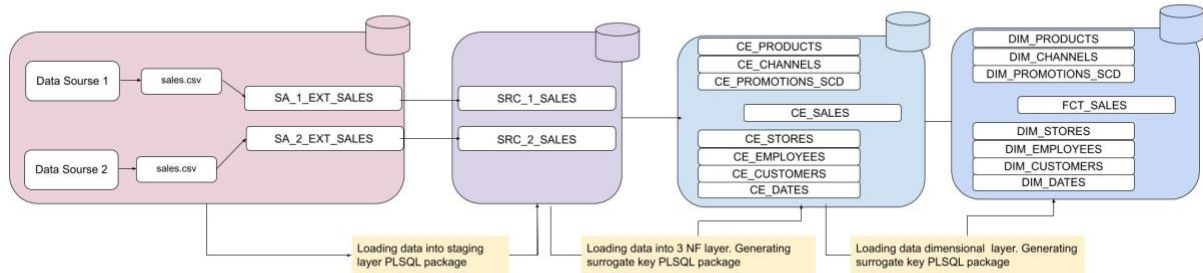 Data Sourse 1
sales.csv
SA_1_EXT_SALES
SA_2_EXT_SALES
Data Sourse 2
sales.csv
SRC_1_SALES
SRC_2_SALES
CE_PRODUCTS
CE_CHANNELS
CE_PROMOTIONS_SCD
CE_SALES
CE_STORES
CE_EMPLOYEES
CE_CUSTOMERS
CE_DATES
DIM_PRODUCTS
DIM_CHANNELS
DIM_PROMOTIONS_SCD
FCT_SALES
DIM_STORES
DIM_EMPLOYEES
DIM_CUSTOMERS
DIM_DATES
Loading data into staging
layer PLSQL package
Loading data into 3 NF layer. Generating
surrogate key PLSQL package
Loading data dimensional  layer. Generating
surrogate key PLSQL package